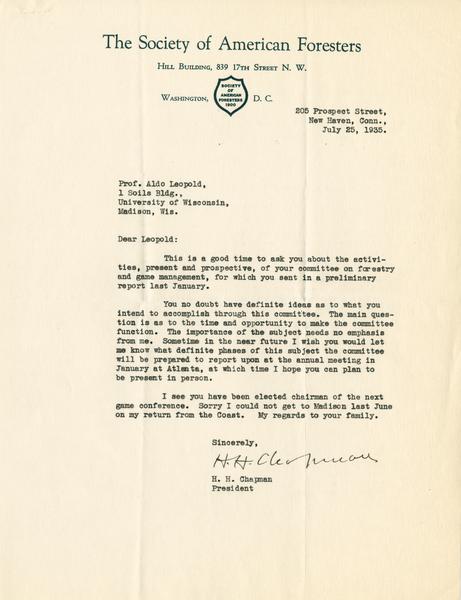 The Society of American Foresters
Hill Building, 839 17th Street N. W.
Washington, D. C.
SOCIETY
OF
AMERICAN
FORESTERS
1900
205 Prospect Street,
New Haven, Conn.,
July 25, 1935.
Prof. Aldo Leopold,
1 Soils Bldg.,
University of Wisconsin,
Madison, Wis.
Dear Leopold:
This is a good time to ask you about the activi-
ties, present and prospective, of your committee on forestry
and game management, for which you sent in a preliminary
report last January.
You no doubt have definite ideas as to what you
intend to accomplish through this committee. The main ques-
tion is as to the time and opportunity to make the committee
function. The importance of the subject needs no emphasis
from me. Sometime in the near future I wish you would let
me know what definite phases of this subject the committee
will be prepared to report upon at the annual meeting in
January at Atlanta, at which time I hope you can plan to
be present in person.
I see you have been elected chairman of the next
game conference. Sorry I could not get to Madison last June
on my return from the Coast. My regards to your family.
Sincerely,
H. H. Chapman
H. H. Chapman
President